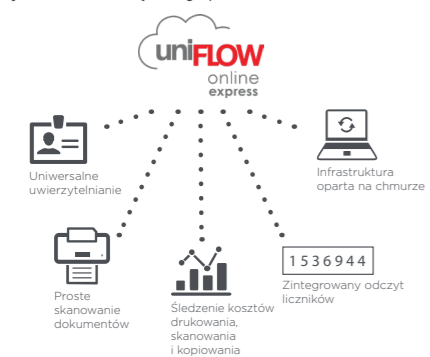 uniFLOW
online
express
Uniwersalne
uwierzytelnianie
Infrastruktura
oparta na chmurze
Proste
skanowanie
dokumentów
Śledzenie kosztów
drukowania,
skanowania
i kopiowania
1536944
Zintegrowany odczyt
liczników